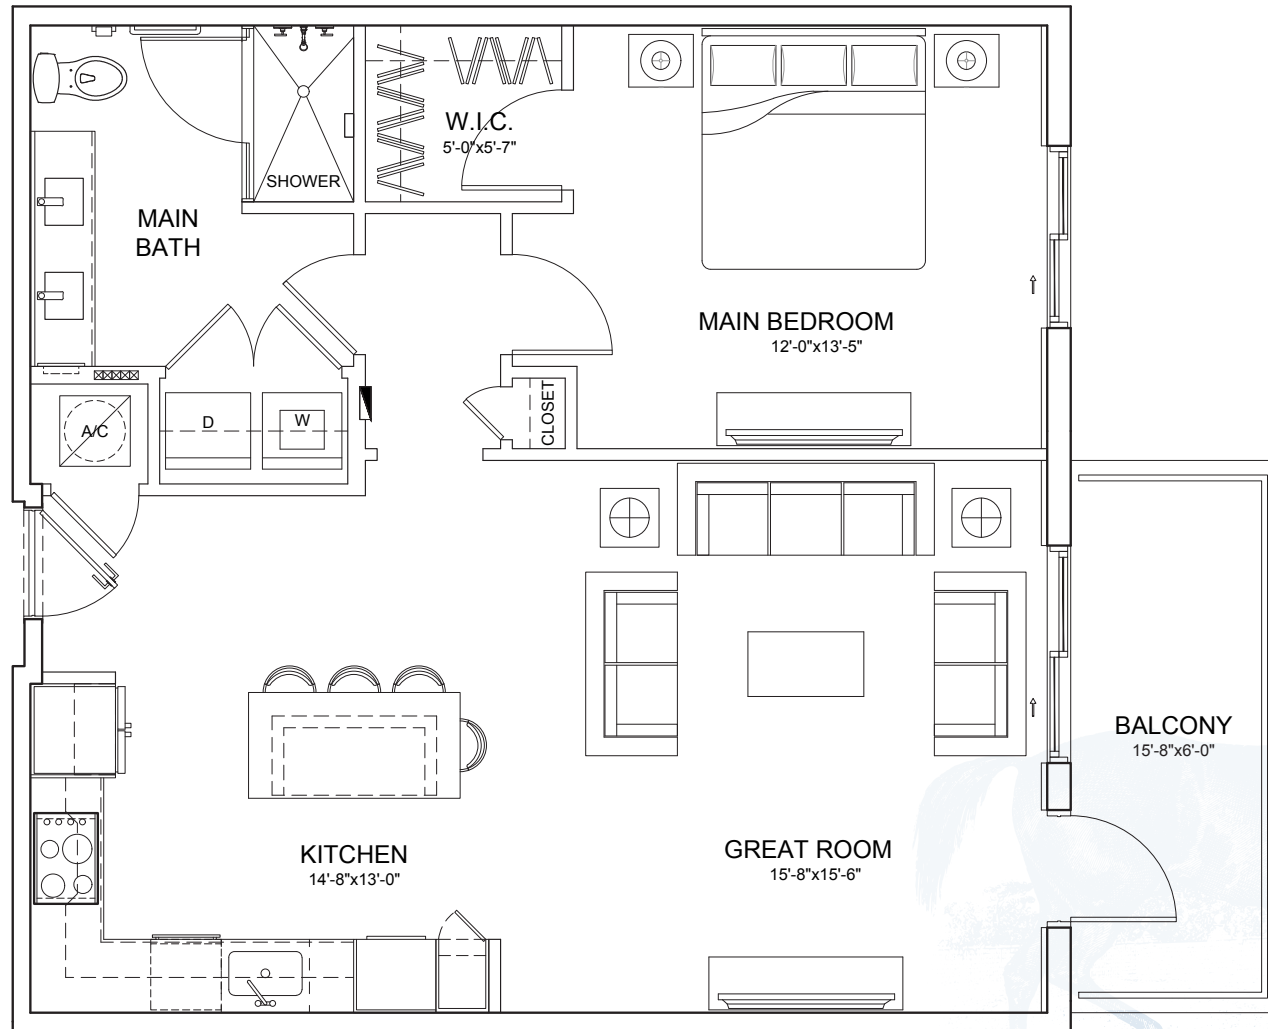 W.I.C.
5'-0"x5'-7"
SHOWER
MAIN
BATH
MAIN BEDROOM
12'-0"x13'-5"
CLOSET
A/C
D
W
BALCONY
15'-8"x6'-0"
KITCHEN
14'-8"x13'-0"
GREAT ROOM
15'-8"x15'-6"